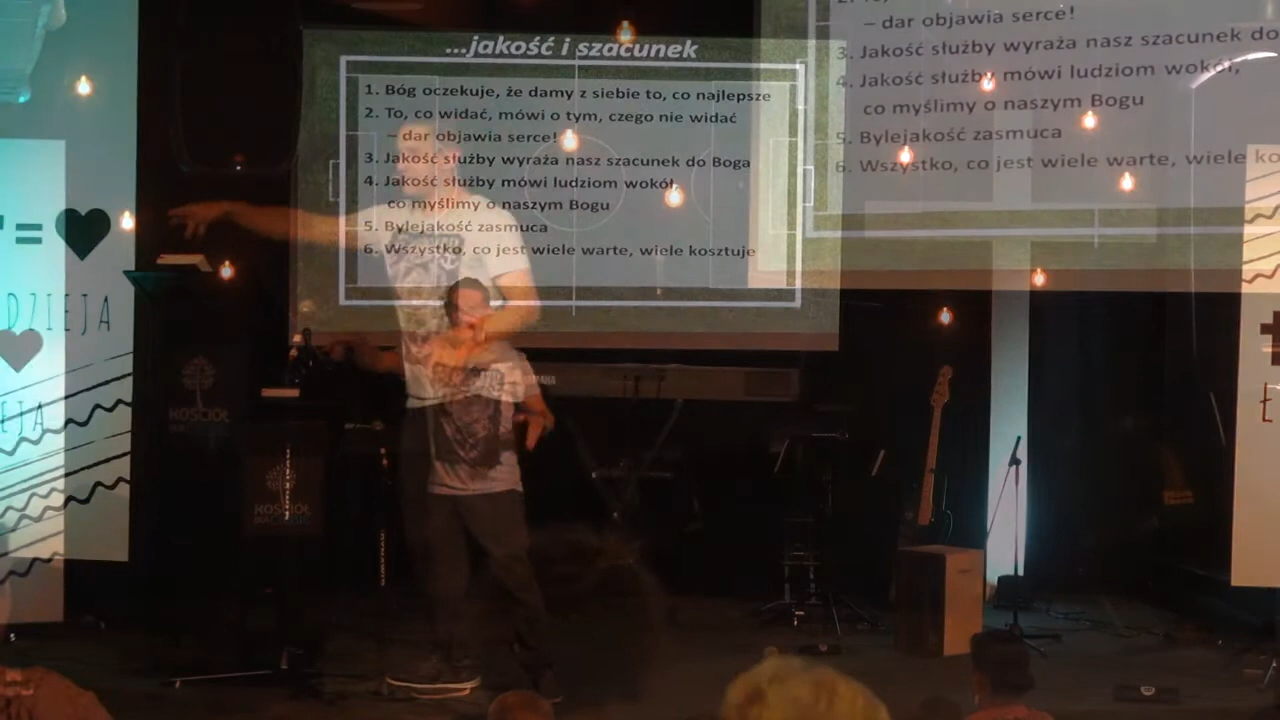 ...jakość i szacunek
1. Bóg oczekuje, że damy z siebie to, co najlepsze
2. To, co widać, mówi o tym, czego nie widać
– dar objawia serce!
3. Jakość służby wyraża nasz szacunek do Boga
4. Jakość służby mówi ludziom wokół,
co myślimy o naszym Bogu
5. Bylejakość zasmuca
6. Wszystko, co jest wiele warte, wiele kosztuje
– dar objawia serce!
3. Jakość służby wyraża nasz szacunek do
4. Jakość służby mówi ludziom wokół,
co myślimy o naszym Bogu
5. Bylejakość zasmuca
6. Wszystko, co jest wiele warte, wiele ko
=
DZIEJA
EJA
KOŚCIÓŁ
KOŚCIÓŁ
YAMAHA
Ł